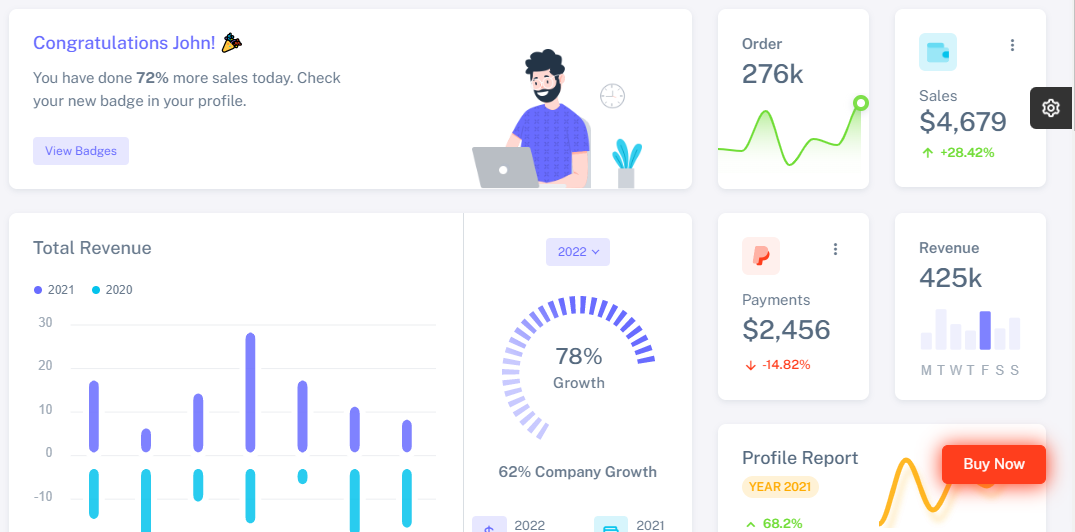 Congratulations John! 🎉
You have done 72% more sales today. Check
your new badge in your profile.
View Badges
Order
276k
Sales
$4,679
+28.42%
Total Revenue
2021
2020
30
20
10
0
-10
2022
78%
Growth
62% Company Growth
$
2022
2021
Payments
$2,456
-14.82%
Revenue
425k
M T W T F S S
Profile Report
YEAR 2021
68.2%
Buy Now